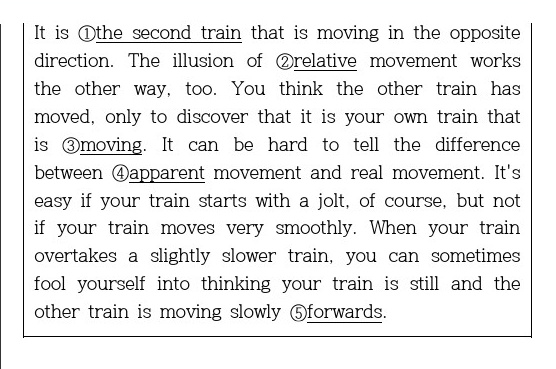 It is ①the second train that is moving in the opposite
direction. The illusion of ②relative movement works
the other way, too. You think the other train has
moved, only to discover that it is your own train that
is ③moving. It can be hard to tell the difference
between ④apparent movement and real movement. It's
easy if your train starts with a jolt, of course, but not
if your train moves very smoothly. When your train
overtakes a slightly slower train, you can sometimes
fool yourself into thinking your train is still and the
other train is moving slowly ⑤forwards.